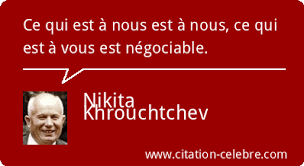 Ce qui est à nous est à nous, ce qui
est à vous est négociable.
Nikita
Khrouchtchev
www.citation-celebre.com